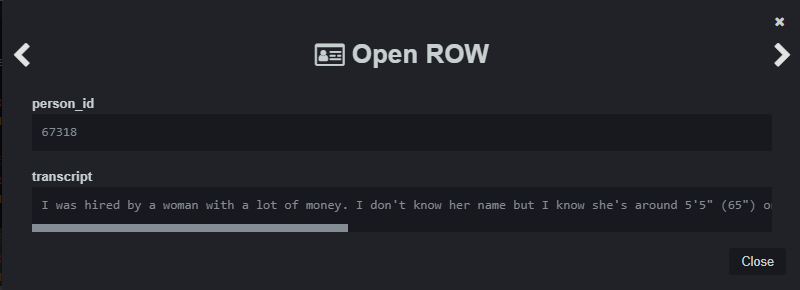 Open ROW
person_id
67318
transcript
I was hired by a woman with a lot of money. I don't know her name but I know she's around 5'5" (65") o
Close